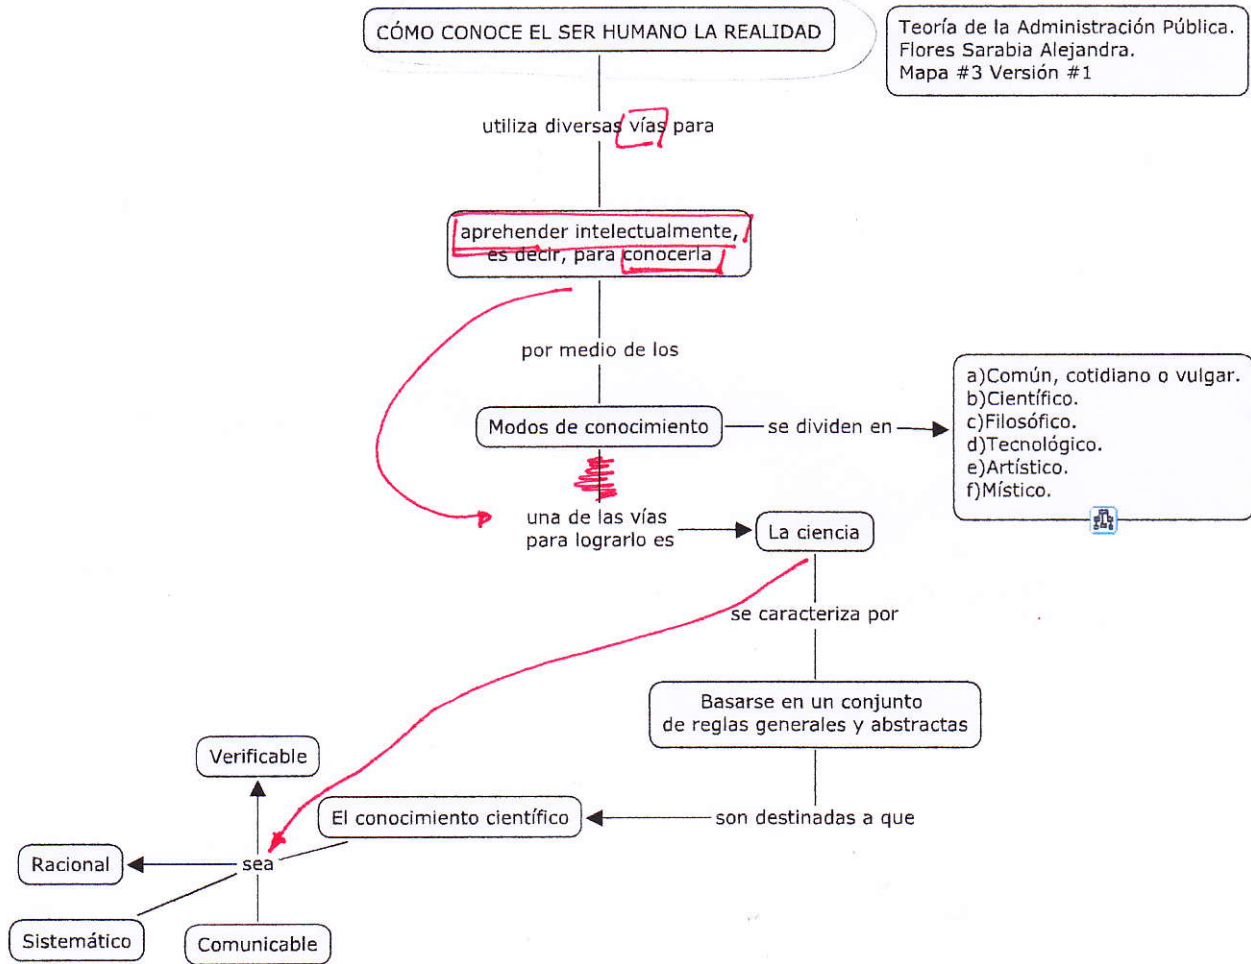 CÓMO CONOCE EL SER HUMANO LA REALIDAD
Teoría de la Administración Pública.
Flores Sarabia Alejandra.
Mapa #3 Versión #1
utiliza diversas vías para
aprehender intelectualmente,
es decir, para conocerla
por medio de los
Modos de conocimiento
se dividen en
a)Común, cotidiano o vulgar.
b)Científico.
c)Filosófico.
d)Tecnológico.
e)Artístico.
f)Místico.
una de las vías
para lograrlo es
La ciencia
se caracteriza por
Basarse en un conjunto
de reglas generales y abstractas
son destinadas a que
El conocimiento científico
sea
Verificable
Racional
Sistemático
Comunicable